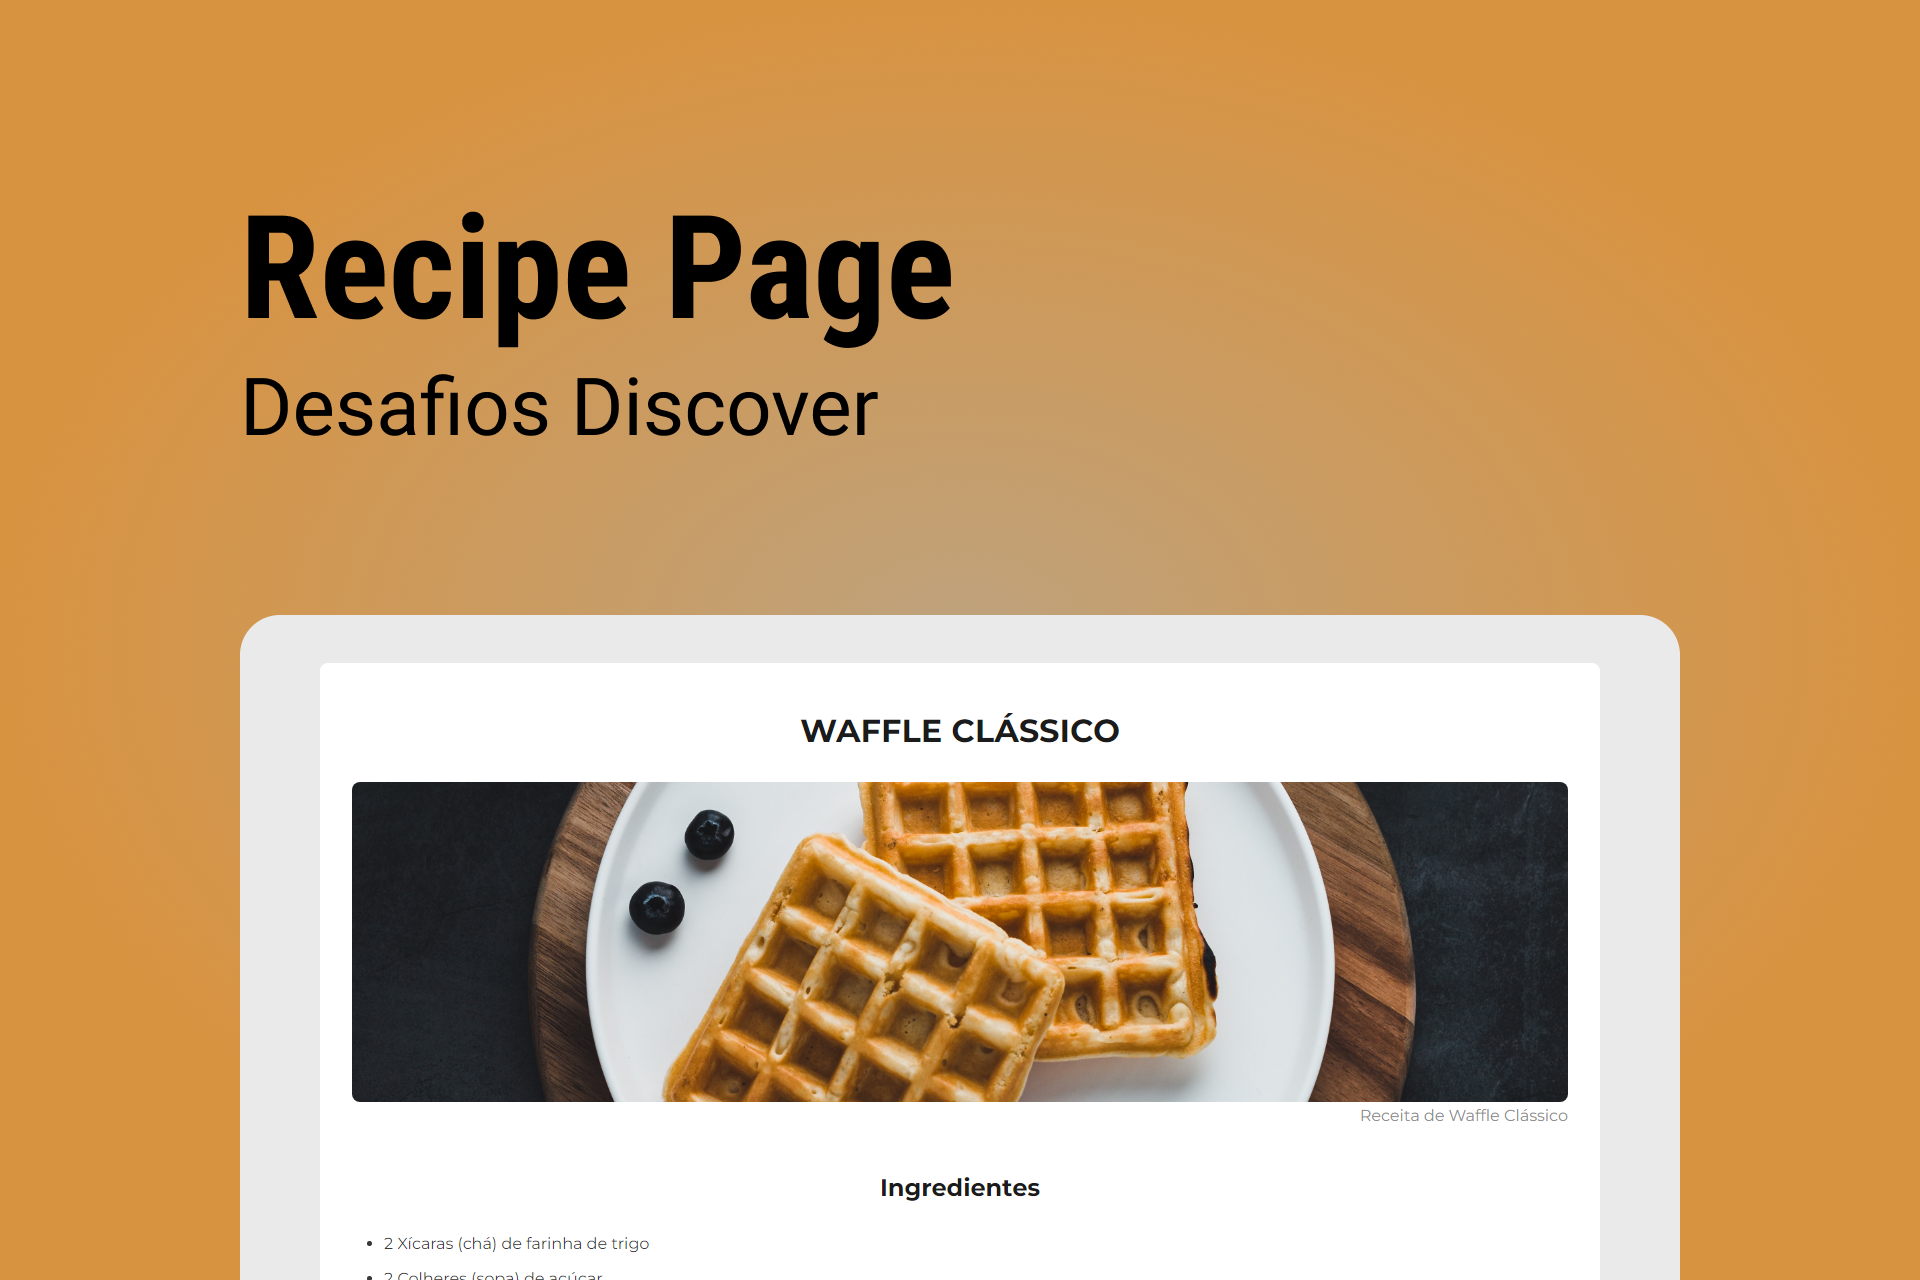 Recipe Page
Desafios Discover
WAFFLE CLÁSSICO
Receita de Waffle Clássico
Ingredientes
• 2 Xícaras (chá) de farinha de trigo
• 2 Colheres (sopa) de açúcar